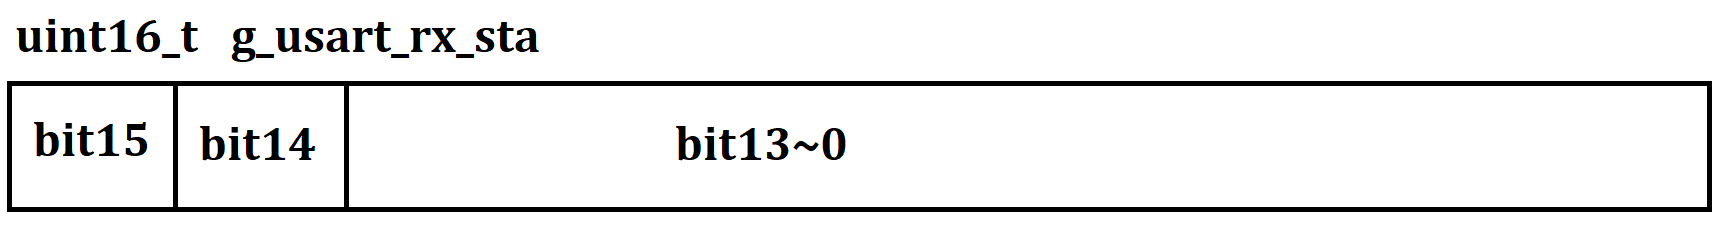 uint16_t g_usart_rx_sta
bit15 bit14 bit13~0